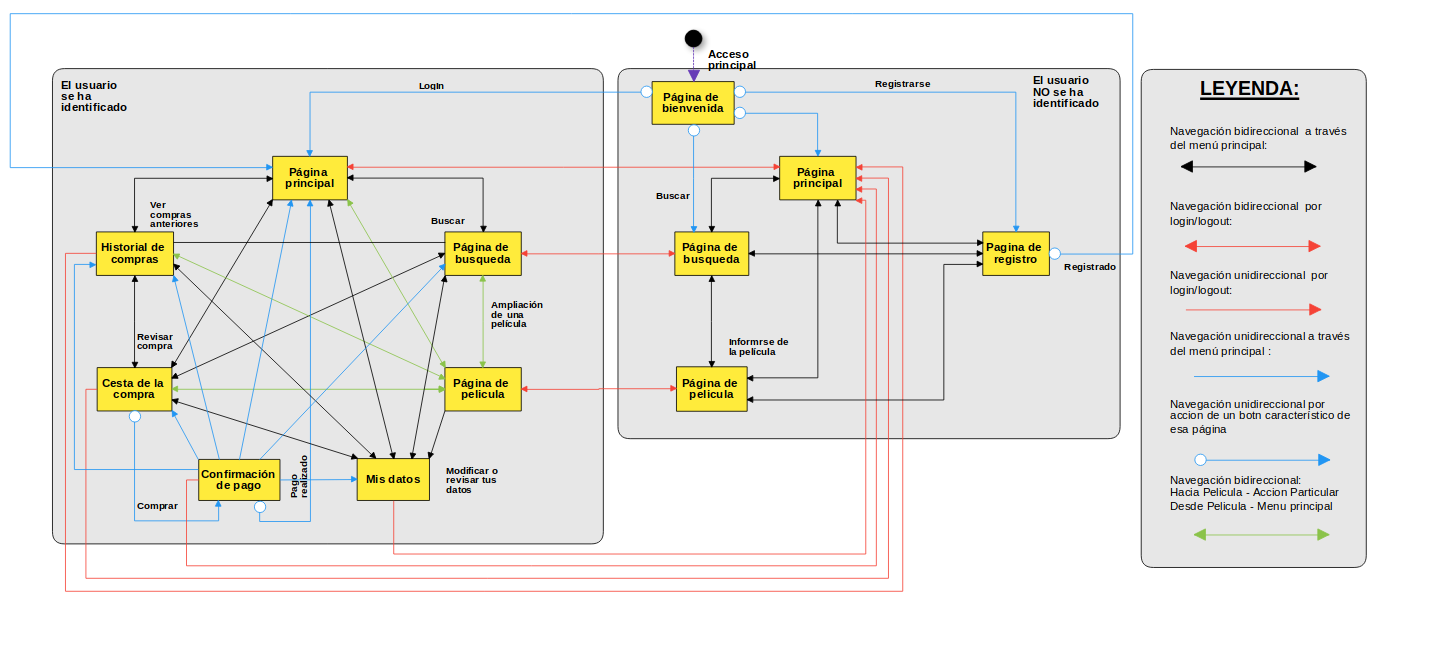 Acceso
principal
El usuario
se ha
identificado
LogIn
Página de
bienvenida
Registrarse
El usuario
NO se ha
identificado
Página
principal
Página
principal
Ver
compras
anteriores
Buscar
Buscar
Historial de
compras
Página de
busqueda
Página de
busqueda
Pagina de
registro
Registrado
Ampliación
de una
película
Revisar
compra
Informrse de
la película
Cesta de la
compra
Página de
pelicula
Página de
pelicula
Confirmación
de pago
Pago
realizado
Mis datos
Modificar o
revisar tus
datos
Comprar
LEYENDA:
Navegación bidireccional a través
del menú principal:
Navegación bidireccional por
login/logout:
Navegación unidireccional por
login/logout:
Navegación unidireccional a través
del menú principal :
Navegación unidireccional por
accion de un botn característico de
esa página
Navegación bidireccional:
Hacia Pelicula - Accion Particular
Desde Pelicula - Menu principal